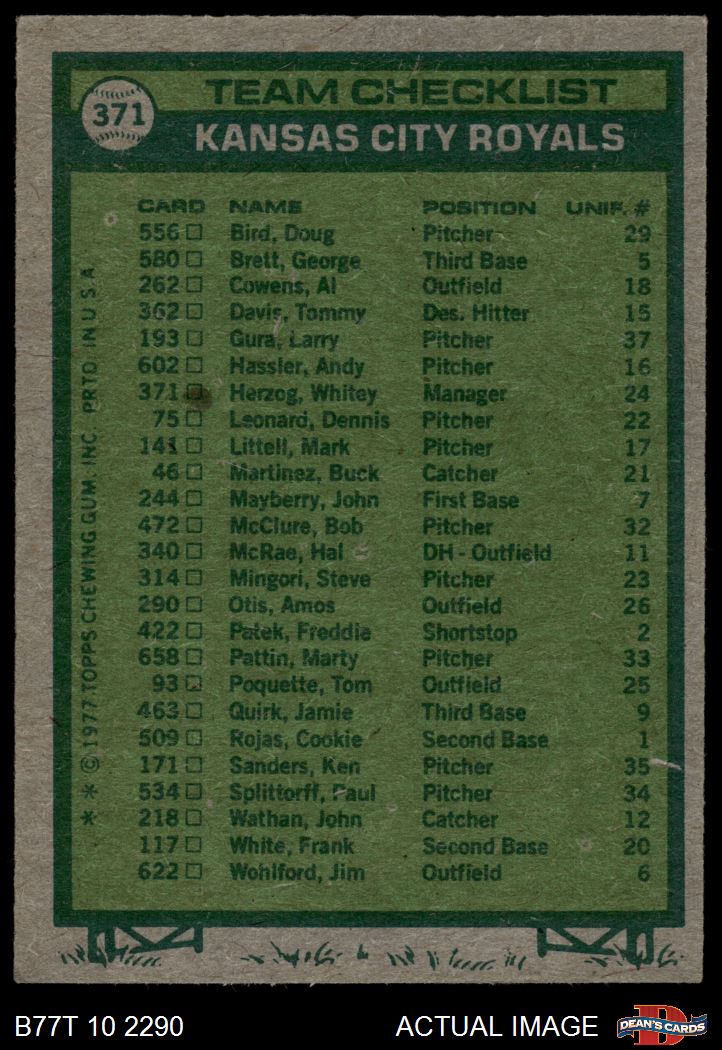 371
TEAM CHECKLIST
KANSAS CITY ROYALS
CARD NAME POSITION UNIF. #
556 □ Bird, Doug Pitcher 29
580 □ Brett, George Third Base 5
262 □ Cowens, Al Outfield 18
362 □ Davis, Tommy Des. Hitter 15
193 □ Gura, Larry Pitcher 37
602 □ Hassler, Andy Pitcher 16
371 □ Herzog, Whitey Manager 24
75 □ Leonard, Dennis Pitcher 22
141 □ Littell, Mark Pitcher 17
46 □ Martinez, Buck Catcher 21
244 □ Mayberry, John First Base 7
472 □ McClure, Bob Pitcher 32
340 □ McRae, Hal DH - Outfield 11
314 □ Mingori, Steve Pitcher 23
290 □ Otis, Amos Outfield 26
422 □ Patek, Freddie Shortstop 2
658 □ Pattin, Marty Pitcher 33
93 □ Poquette, Tom Outfield 25
463 □ Quirk, Jamie Third Base 9
509 □ Rojas, Cookie Second Base 1
171 □ Sanders, Ken Pitcher 35
534 □ Splittorff, Paul Pitcher 34
218 □ Wathan, John Catcher 12
117 □ White, Frank Second Base 20
622 □ Wohlford, Jim Outfield 6
* * © 1977 TOPPS CHEWING GUM, INC. PRTD. IN U.S.A.
B77T 10 2290 ACTUAL IMAGE
D
DEAN'S CARDS